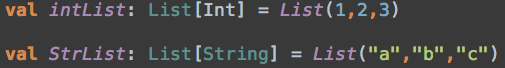 val intList: List[Int] = List(1,2,3)
val StrList: List[String] = List("a","b","c")